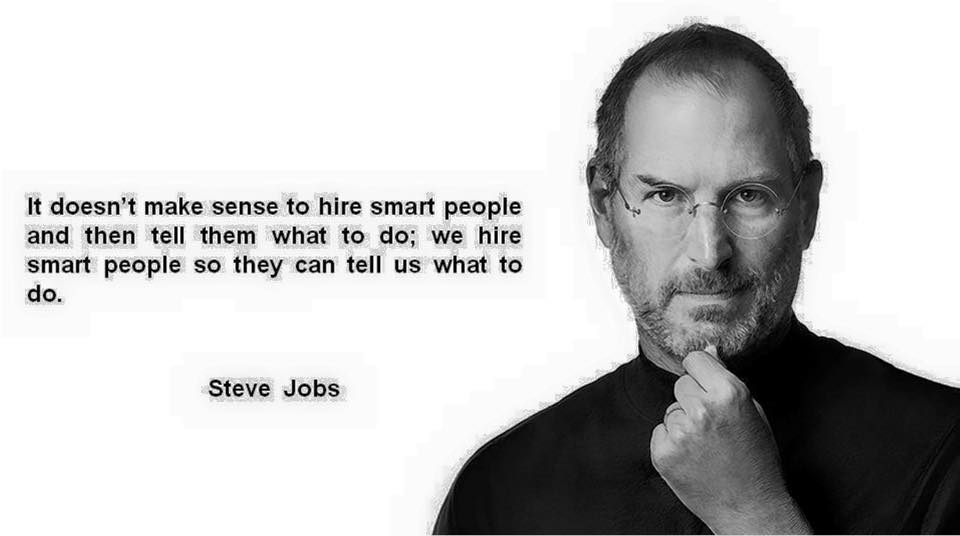 It doesn’t make sense to hire smart people
and then tell them what to do; we hire
smart people so they can tell us what to
do.
Steve Jobs